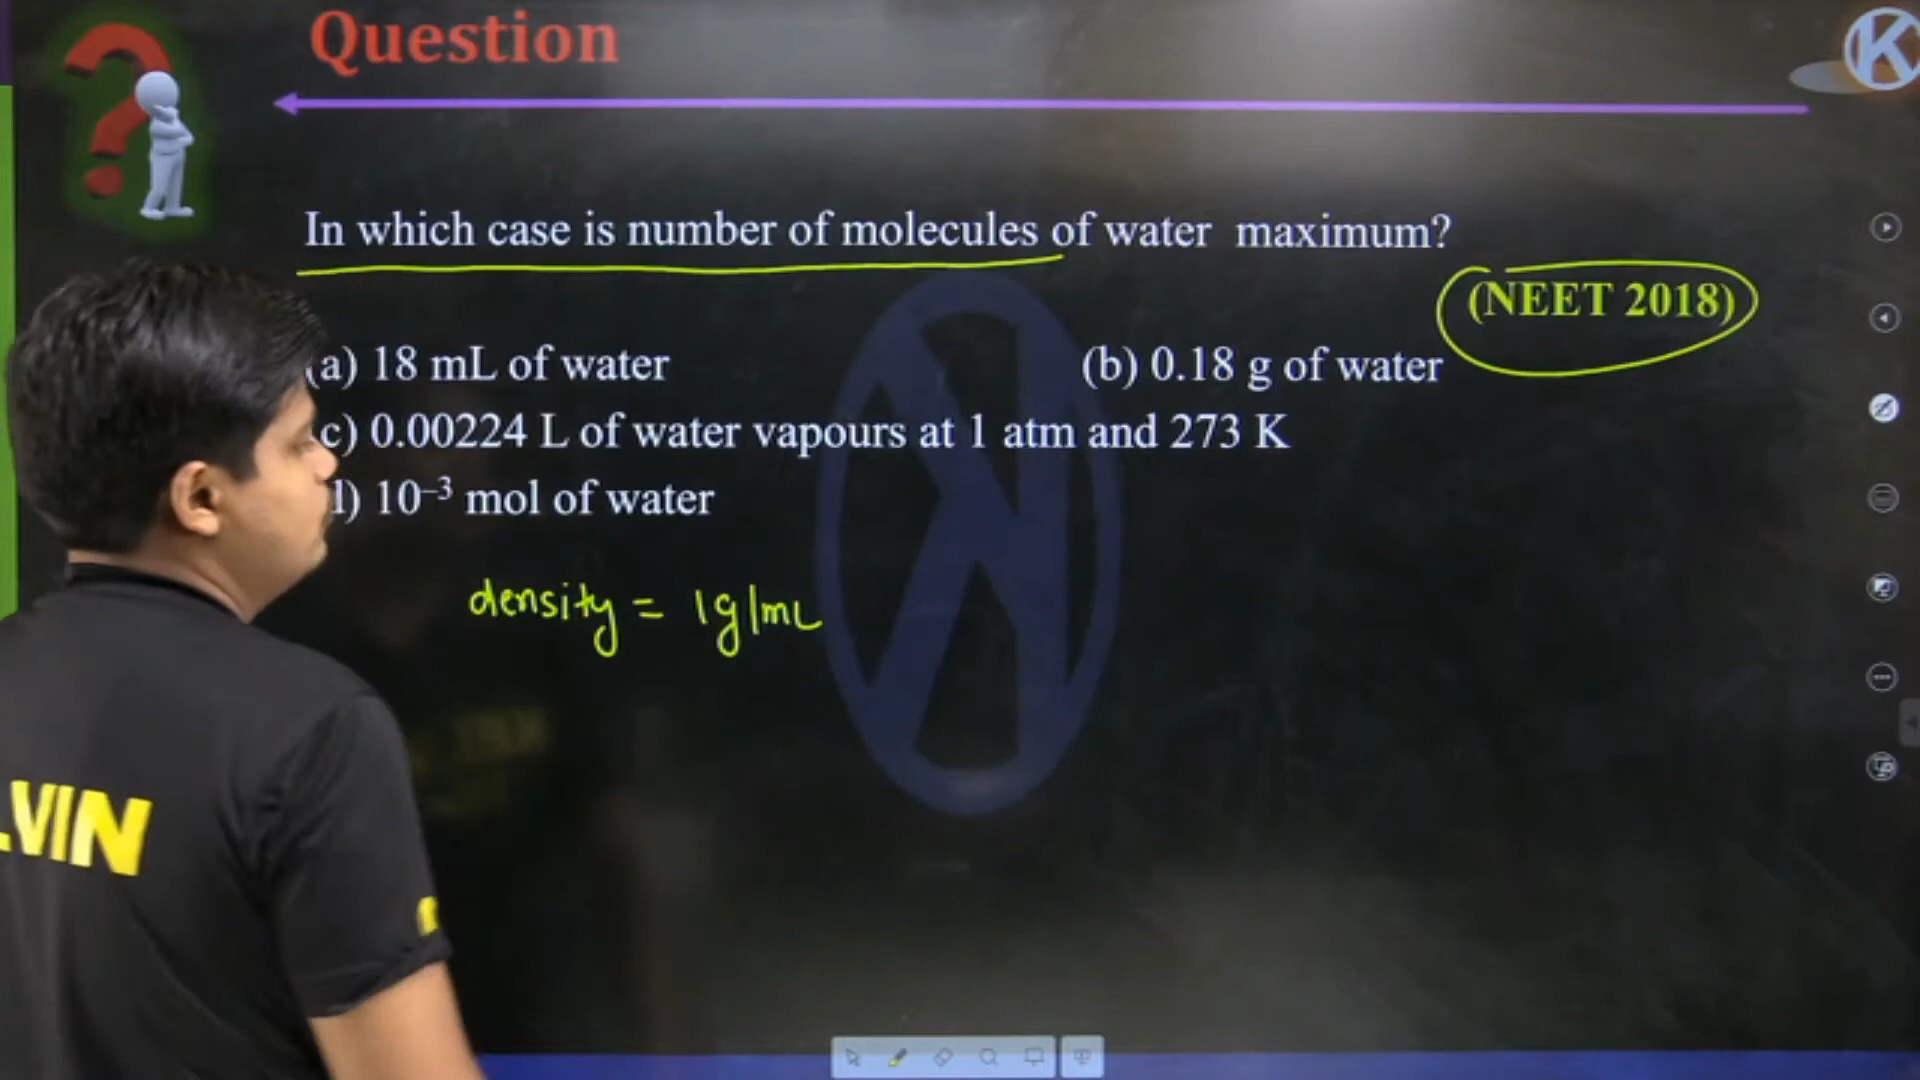 Question
In which case is number of molecules of water maximum?
(NEET 2018)
(a) 18 mL of water (b) 0.18 g of water
c) 0.00224 L of water vapours at 1 atm and 273 K
d) 10⁻³ mol of water
density = 1g/mL
VIN
K